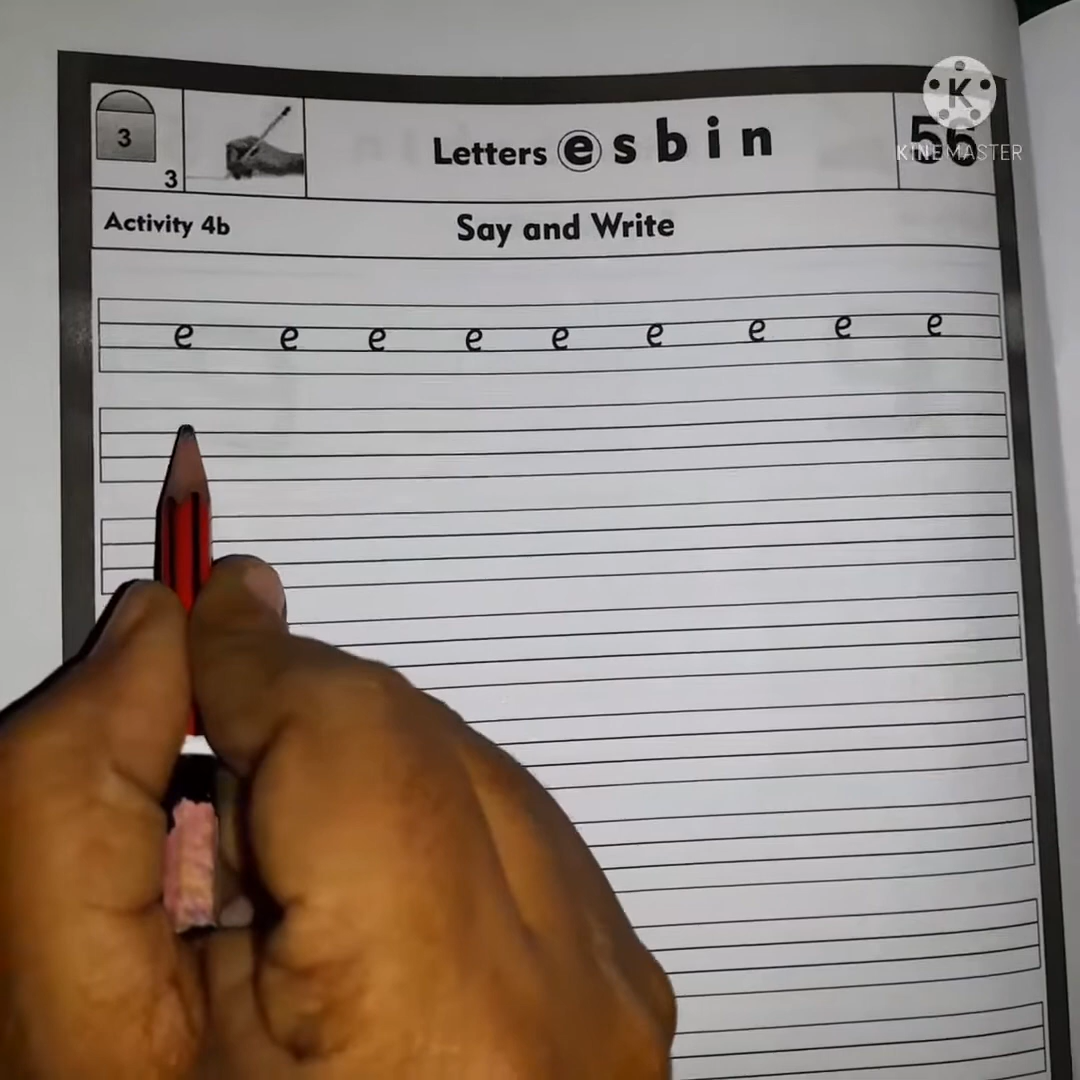 3
3
Letters e s b i n
56
K
KINEMASTER
Activity 4b
Say and Write
e e e e e e e e e